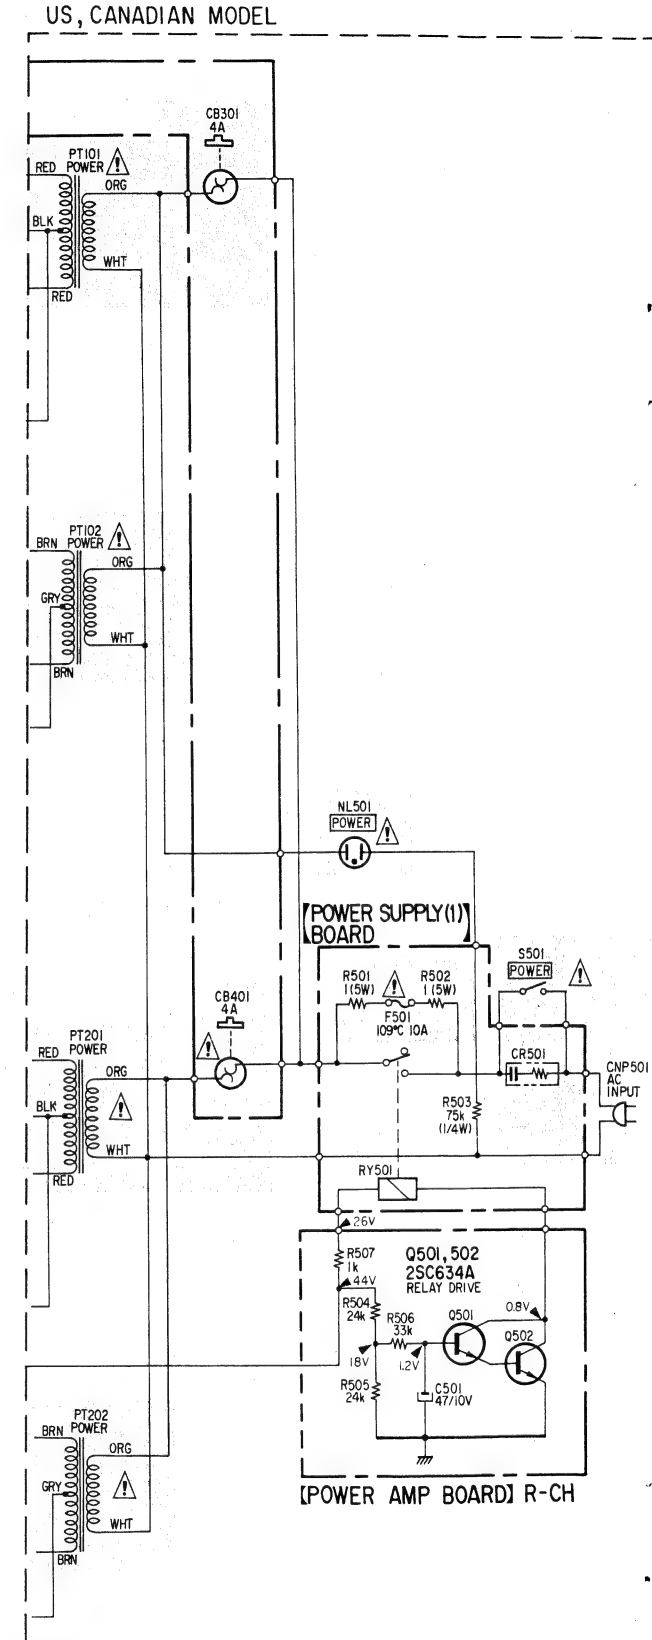 US, CANADIAN MODEL
CB301
4A
PT101
POWER
RED
ORG
BLK
WHT
RED
PT102
POWER
BRN
ORG
GRY
WHT
BRN
NL501
POWER
【POWER SUPPLY(1)】
BOARD
S501
POWER
R501
1(5W)
R502
1(5W)
F501
109°C 10A
CB401
4A
PT201
POWER
RED
ORG
BLK
WHT
RED
CR501
CNP501
AC
INPUT
R503
75k
(1/4W)
RY501
26V
R507
1k
44V
Q501,502
2SC634A
RELAY DRIVE
R504
24k
R506
33k
Q501
0.8V
Q502
18V
1.2V
R505
24k
C501
47/10V
PT202
POWER
BRN
ORG
GRY
WHT
BRN
【POWER AMP BOARD】 R-CH